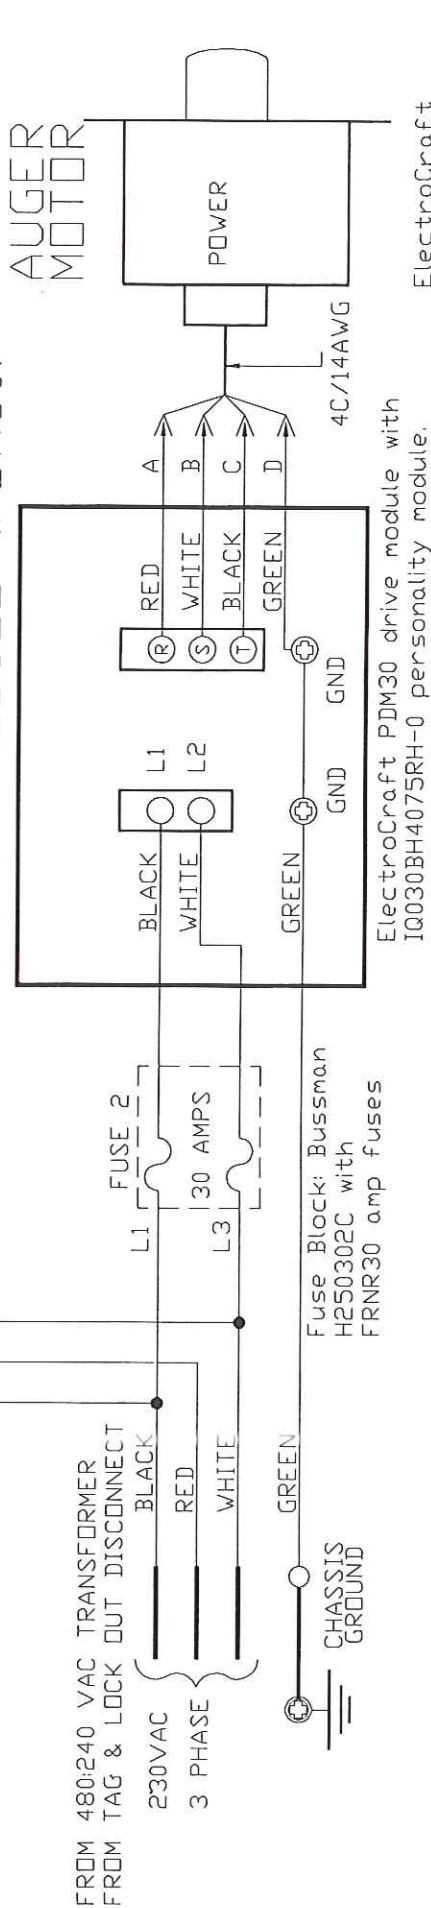 AUGER
MOTOR
POWER
ElectroCraft
4C/14AWG
A
B
C
D
RED
WHITE
BLACK
GREEN
R
S
T
GND
L1
L2
GND
BLACK
WHITE
GREEN
ElectroCraft PDM30 drive module with
IQ030BH4075RH-0 personality module.
FUSE 2
30 AMPS
L1
L3
Fuse Block: Bussman
H250302C with
FRNR30 amp fuses
FROM 480:240 VAC TRANSFORMER
FROM TAG & LOCK OUT DISCONNECT
BLACK
RED
WHITE
GREEN
230VAC
3 PHASE
CHASSIS
GROUND